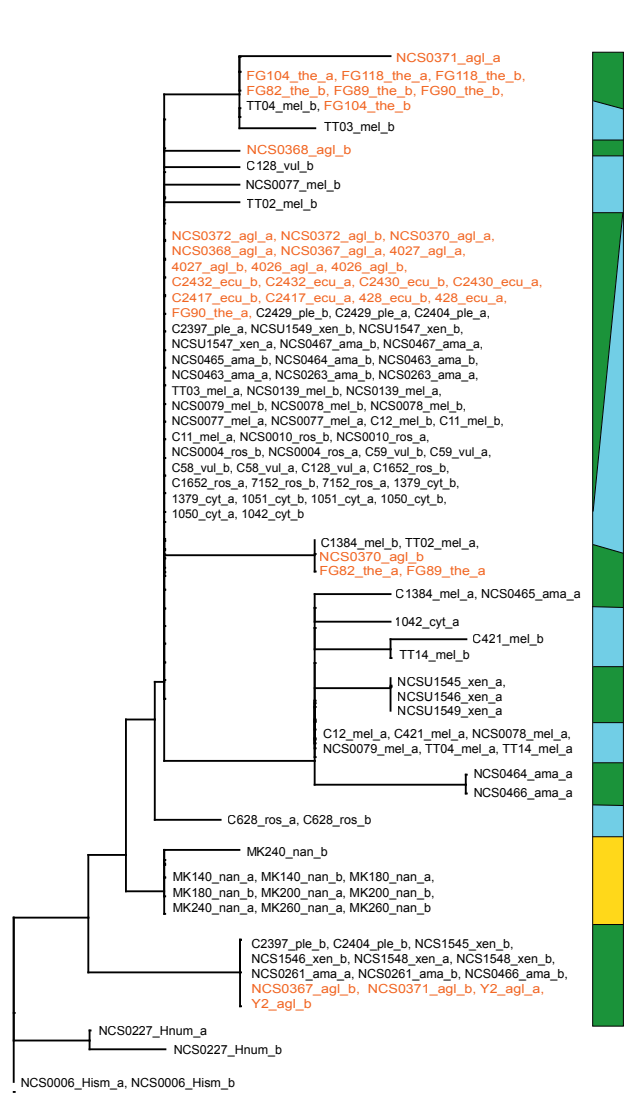 NCS0371_agl_a
FG104_the_a, FG118_the_a, FG118_the_b,
FG82_the_b, FG89_the_b, FG90_the_b,
TT04_mel_b, FG104_the_b
TT03_mel_b
NCS0368_agl_b
C128_vul_b
NCS0077_mel_b
TT02_mel_b
NCS0372_agl_a, NCS0372_agl_b, NCS0370_agl_a,
NCS0368_agl_a, NCS0367_agl_a, 4027_agl_a,
4027_agl_b, 4026_agl_a, 4026_agl_b,
C2432_ecu_b, C2432_ecu_a, C2430_ecu_b, C2430_ecu_a,
C2417_ecu_b, C2417_ecu_a, 428_ecu_b, 428_ecu_a,
FG90_the_a, C2429_ple_b, C2429_ple_a, C2404_ple_a,
C2397_ple_a, NCSU1549_xen_b, NCSU1547_xen_b,
NCSU1547_xen_a, NCS0467_ama_b, NCS0467_ama_a,
NCS0465_ama_b, NCS0464_ama_b, NCS0463_ama_b,
NCS0463_ama_a, NCS0263_ama_b, NCS0263_ama_a,
TT03_mel_a, NCS0139_mel_b, NCS0139_mel_a,
NCS0079_mel_b, NCS0078_mel_b, NCS0078_mel_b,
NCS0077_mel_a, NCS0077_mel_a, C12_mel_b, C11_mel_b,
C11_mel_a, NCS0010_ros_b, NCS0010_ros_a,
NCS0004_ros_b, NCS0004_ros_a, C59_vul_b, C59_vul_a,
C58_vul_b, C58_vul_a, C128_vul_a, C1652_ros_b,
C1652_ros_a, 7152_ros_b, 7152_ros_a, 1379_cyt_b,
1379_cyt_a, 1051_cyt_b, 1051_cyt_a, 1050_cyt_b,
1050_cyt_a, 1042_cyt_b
C1384_mel_b, TT02_mel_a,
NCS0370_agl_b
FG82_the_a, FG89_the_a
C1384_mel_a, NCS0465_ama_a
1042_cyt_a
C421_mel_b
TT14_mel_b
NCSU1545_xen_a,
NCSU1546_xen_a
NCSU1549_xen_a
C12_mel_a, C421_mel_a, NCS0078_mel_a,
NCS0079_mel_a, TT04_mel_a, TT14_mel_a
NCS0464_ama_a
NCS0466_ama_a
C628_ros_a, C628_ros_b
MK240_nan_b
MK140_nan_a, MK140_nan_b, MK180_nan_a,
MK180_nan_b, MK200_nan_a, MK200_nan_b,
MK240_nan_a, MK260_nan_a, MK260_nan_b
C2397_ple_b, C2404_ple_b, NCS1545_xen_b,
NCS1546_xen_b, NCS1548_xen_a, NCS1548_xen_b,
NCS0261_ama_a, NCS0261_ama_b, NCS0466_ama_b,
NCS0367_agl_b, NCS0371_agl_b, Y2_agl_a,
Y2_agl_b
NCS0227_Hnum_a
NCS0227_Hnum_b
NCS0006_Hism_a, NCS0006_Hism_b